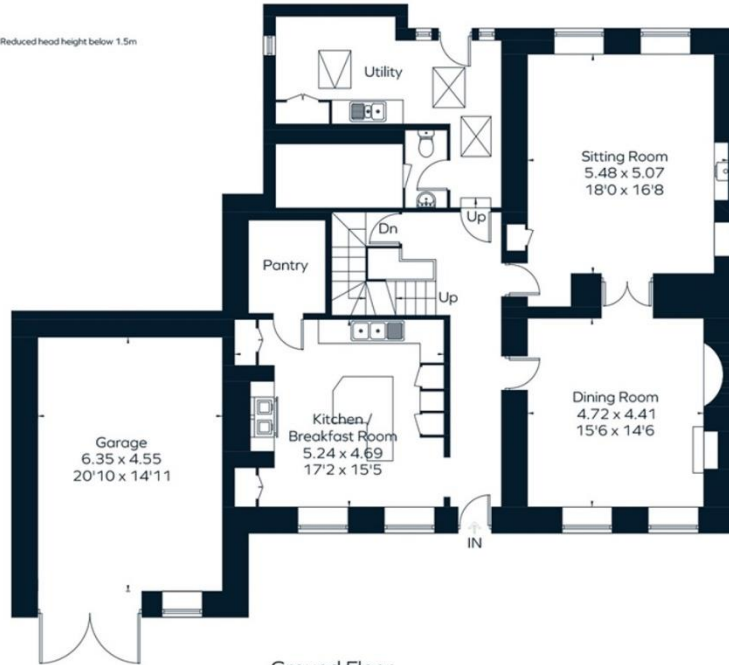 Reduced head height below 1.5m
Utility
Sitting Room
5.48 x 5.07
18'0 x 16'8
Up
Dn
Pantry
Up
Kitchen /
Breakfast Room
5.24 x 4.69
17'2 x 15'5
Dining Room
4.72 x 4.41
15'6 x 14'6
Garage
6.35 x 4.55
20'10 x 14'11
IN
Ground Floor